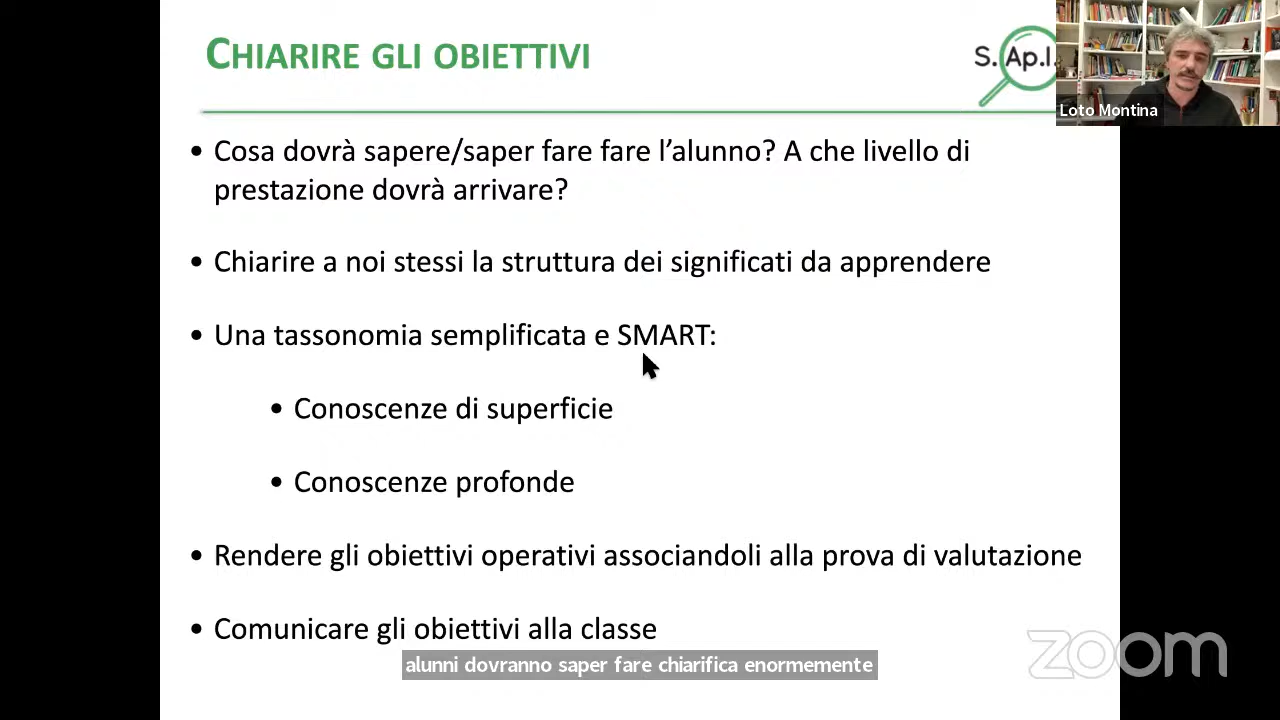 CHIARIRE GLI OBIETTIVI
S.Ap.I.
Loto Montina
• Cosa dovrà sapere/saper fare fare l’alunno? A che livello di
prestazione dovrà arrivare?
• Chiarire a noi stessi la struttura dei significati da apprendere
• Una tassonomia semplificata e SMART:
• Conoscenze di superficie
• Conoscenze profonde
• Rendere gli obiettivi operativi associandoli alla prova di valutazione
• Comunicare gli obiettivi alla classe
alunni dovranno saper fare chiarifica enormemente
zoom